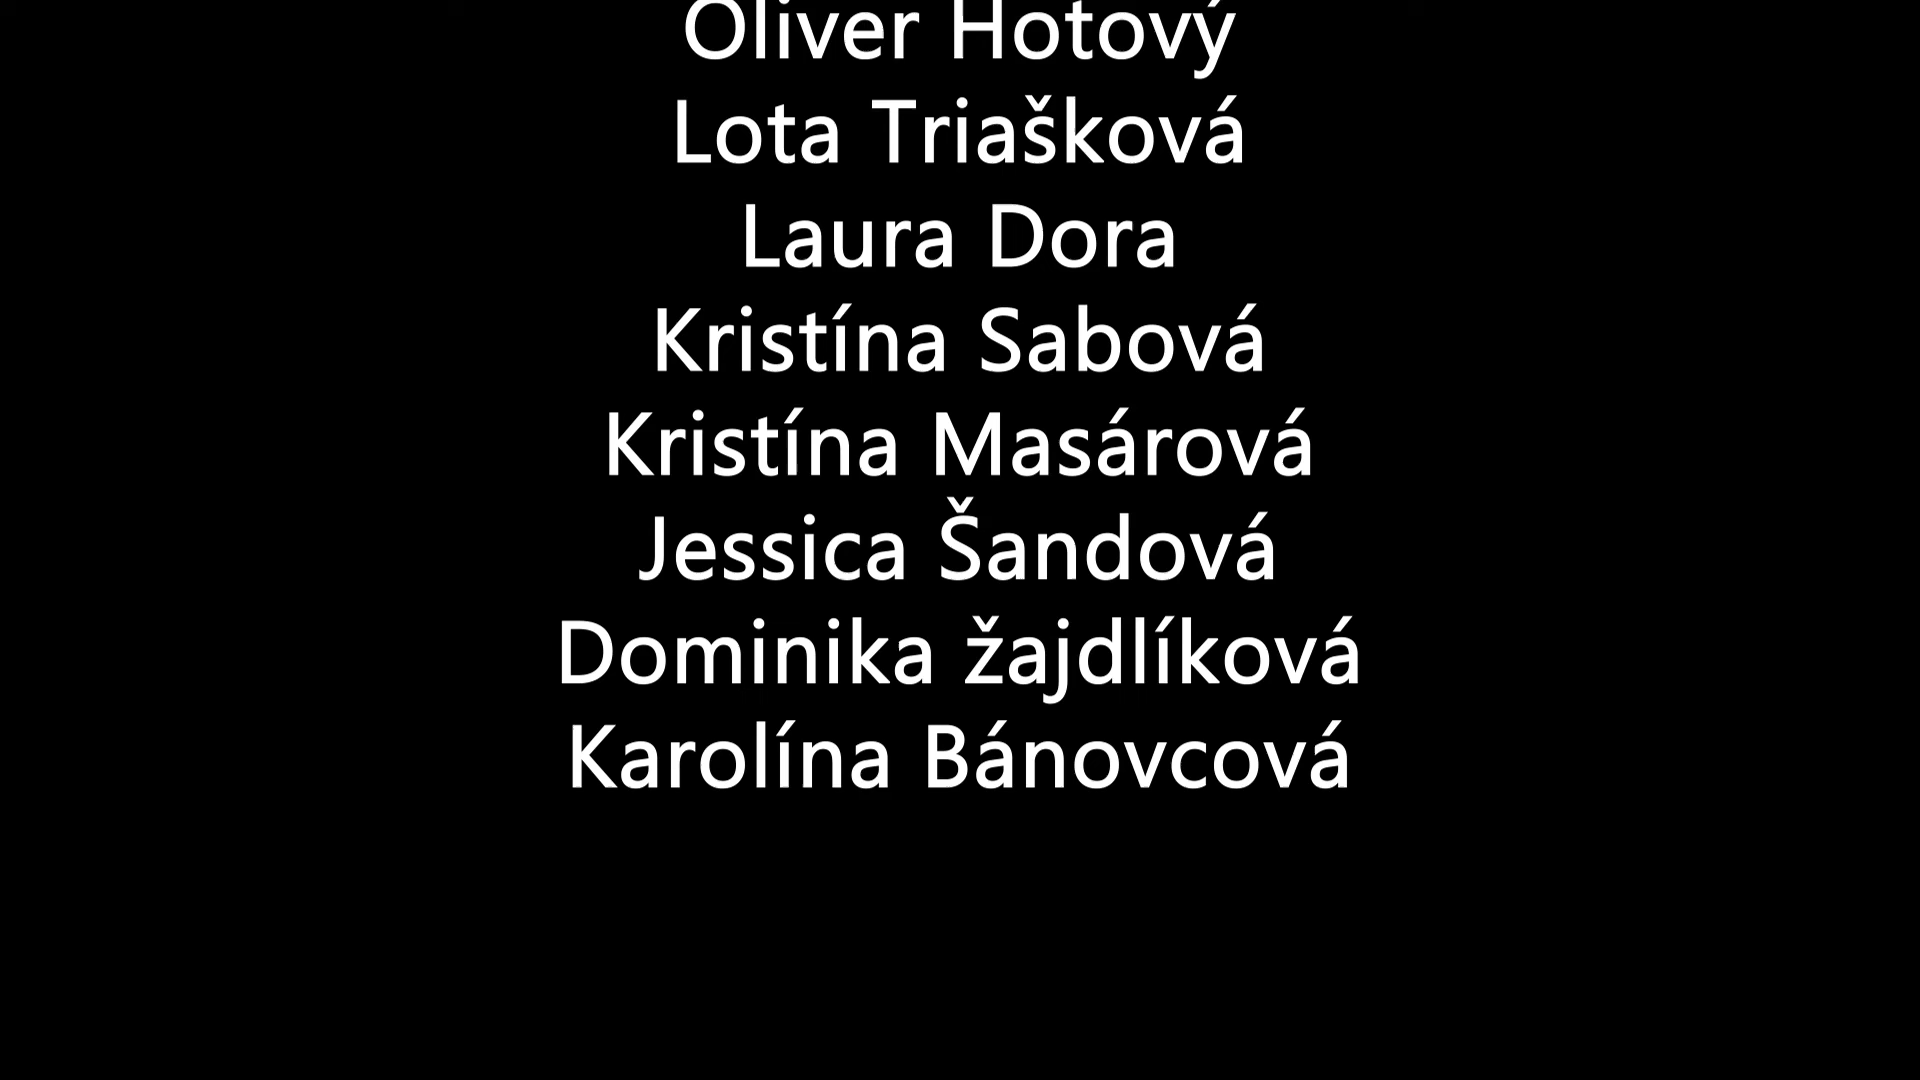 Oliver Hotový
Lota Triašková
Laura Dora
Kristína Sabová
Kristína Masárová
Jessica Šandová
Dominika žajdlíková
Karolína Bánovcová